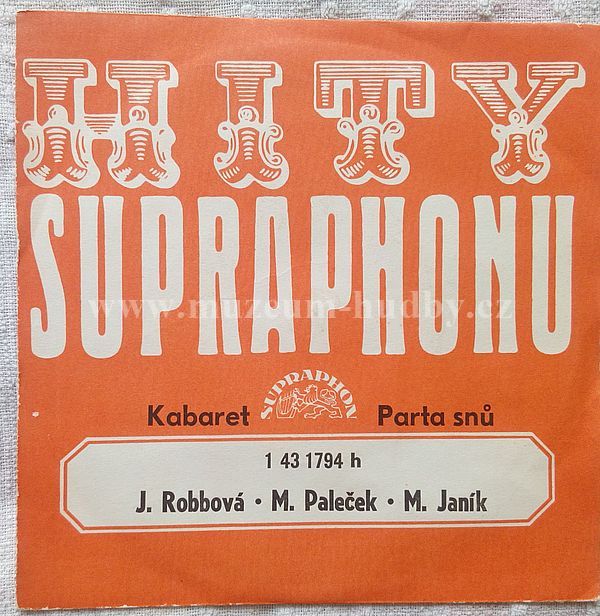 HITY
SUPRAPHONU
www.muzeum-hudby.cz
SUPRAPHON
Kabaret Parta snů
1 43 1794 h
J. Robbová • M. Paleček • M. Janík